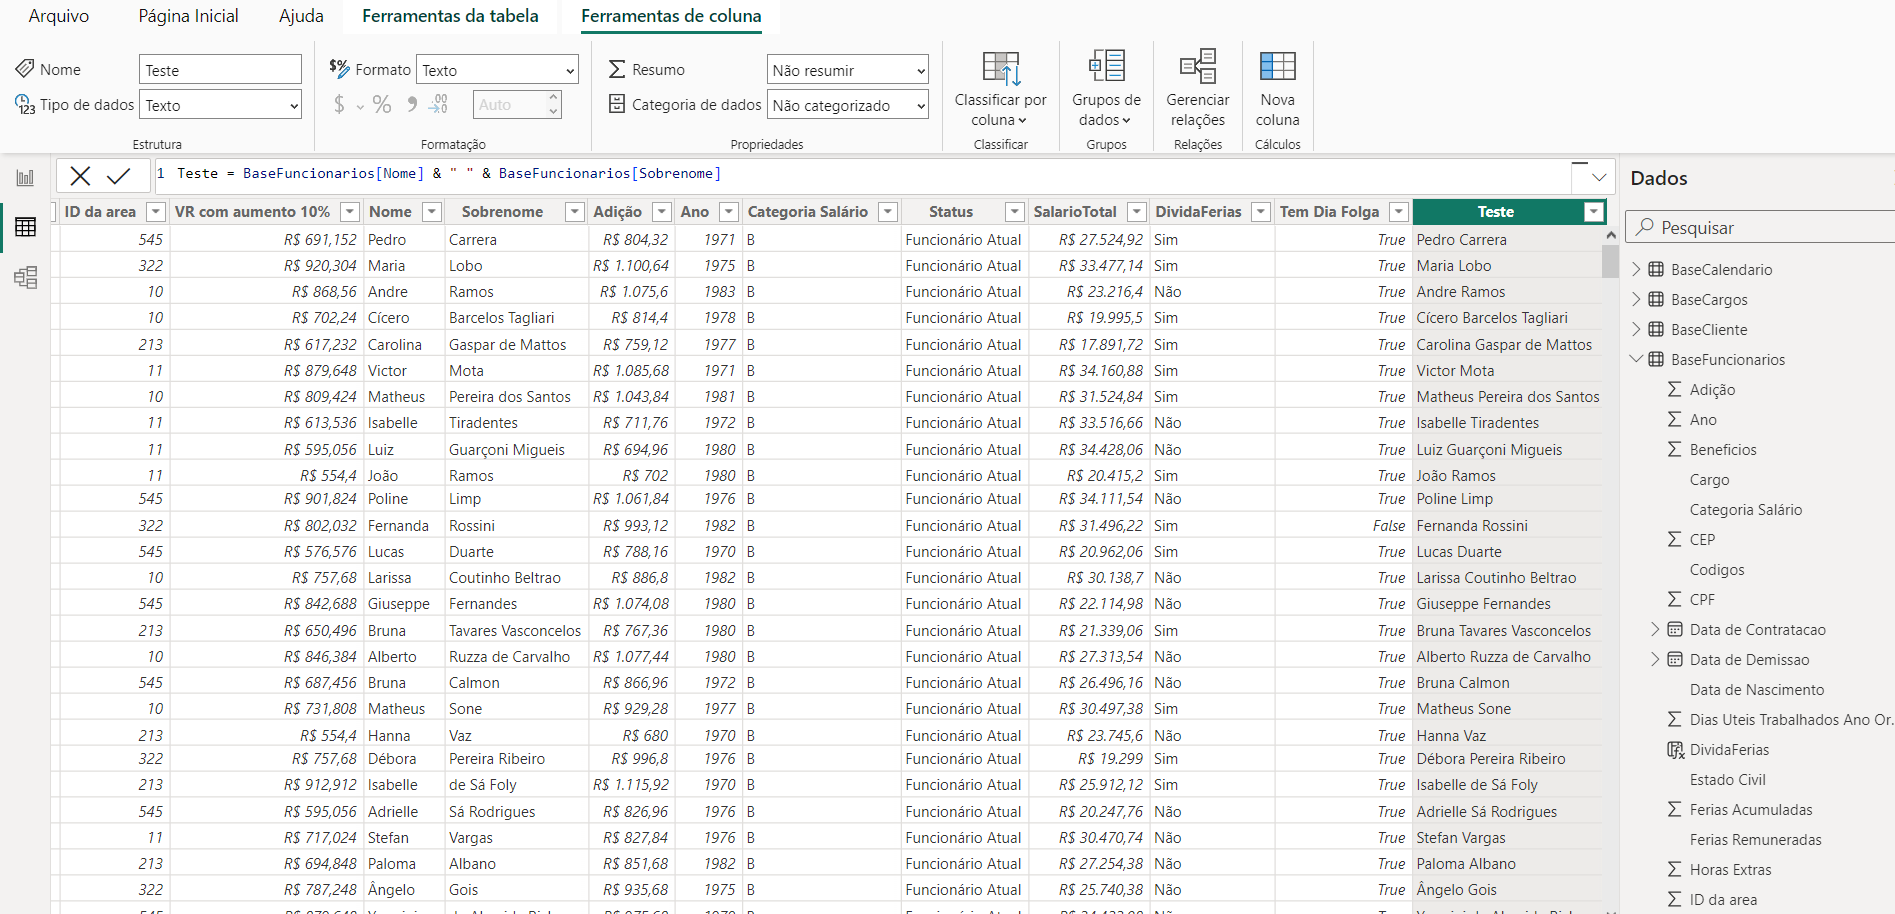 Arquivo Página Inicial Ajuda Ferramentas da tabela Ferramentas de coluna
Nome Teste
Tipo de dados Texto
Estrutura
Formato Texto
$ % 9 .00 Auto
Formatação
Resumo Não resumir
Categoria de dados Não categorizado
Propriedades
Classificar por
coluna
Classificar
Grupos de
dados
Grupos
Gerenciar
relações
Relações
Nova
coluna
Cálculos
1 Teste = BaseFuncionarios[Nome] & " " & BaseFuncionarios[Sobrenome]
ID da area VR com aumento 10% Nome Sobrenome Adição Ano Categoria Salário Status SalarioTotal DividaFerias Tem Dia Folga Teste
545 R$ 691,152 Pedro Carrera R$ 804,32 1971 B Funcionário Atual R$ 27.524,92 Sim True Pedro Carrera
322 R$ 920,304 Maria Lobo R$ 1.100,64 1975 B Funcionário Atual R$ 33.477,14 Sim True Maria Lobo
10 R$ 868,56 Andre Ramos R$ 1.075,6 1983 B Funcionário Atual R$ 23.216,4 Não True Andre Ramos
10 R$ 702,24 Cícero Barcelos Tagliari R$ 814,4 1978 B Funcionário Atual R$ 19.995,5 Sim True Cícero Barcelos Tagliari
213 R$ 617,232 Carolina Gaspar de Mattos R$ 759,12 1977 B Funcionário Atual R$ 17.891,72 Sim True Carolina Gaspar de Mattos
11 R$ 879,648 Victor Mota R$ 1.085,68 1971 B Funcionário Atual R$ 34.160,88 Sim True Victor Mota
10 R$ 809,424 Matheus Pereira dos Santos R$ 1.043,84 1981 B Funcionário Atual R$ 31.524,84 Sim True Matheus Pereira dos Santos
11 R$ 613,536 Isabelle Tiradentes R$ 711,76 1972 B Funcionário Atual R$ 33.516,66 Não True Isabelle Tiradentes
11 R$ 595,056 Luiz Guarçoni Migueis R$ 694,96 1980 B Funcionário Atual R$ 34.428,06 Não True Luiz Guarçoni Migueis
11 R$ 554,4 João Ramos R$ 702 1980 B Funcionário Atual R$ 20.415,2 Sim True João Ramos
545 R$ 901,824 Poline Limp R$ 1.061,84 1976 B Funcionário Atual R$ 34.111,54 Não True Poline Limp
322 R$ 802,032 Fernanda Rossini R$ 993,12 1982 B Funcionário Atual R$ 31.496,22 Sim False Fernanda Rossini
545 R$ 576,576 Lucas Duarte R$ 788,16 1970 B Funcionário Atual R$ 20.962,06 Sim True Lucas Duarte
10 R$ 757,68 Larissa Coutinho Beltrao R$ 886,8 1982 B Funcionário Atual R$ 30.138,7 Não True Larissa Coutinho Beltrao
545 R$ 842,688 Giuseppe Fernandes R$ 1.074,08 1980 B Funcionário Atual R$ 22.114,98 Não True Giuseppe Fernandes
213 R$ 650,496 Bruna Tavares Vasconcelos R$ 767,36 1980 B Funcionário Atual R$ 21.339,06 Sim True Bruna Tavares Vasconcelos
10 R$ 846,384 Alberto Ruzza de Carvalho R$ 1.077,44 1980 B Funcionário Atual R$ 27.313,54 Não True Alberto Ruzza de Carvalho
545 R$ 687,456 Bruna Calmon R$ 866,96 1972 B Funcionário Atual R$ 26.496,16 Não True Bruna Calmon
10 R$ 731,808 Matheus Sone R$ 929,28 1977 B Funcionário Atual R$ 30.497,38 Sim True Matheus Sone
213 R$ 554,4 Hanna Vaz R$ 680 1970 B Funcionário Atual R$ 23.745,6 Não True Hanna Vaz
322 R$ 757,68 Débora Pereira Ribeiro R$ 996,8 1976 B Funcionário Atual R$ 19.299 Sim True Débora Pereira Ribeiro
213 R$ 912,912 Isabelle de Sá Foly R$ 1.115,92 1970 B Funcionário Atual R$ 25.912,12 Sim True Isabelle de Sá Foly
545 R$ 595,056 Adrielle Sá Rodrigues R$ 826,96 1976 B Funcionário Atual R$ 20.247,76 Não True Adrielle Sá Rodrigues
11 R$ 717,024 Stefan Vargas R$ 827,84 1976 B Funcionário Atual R$ 30.470,74 Não True Stefan Vargas
213 R$ 694,848 Paloma Albano R$ 851,68 1982 B Funcionário Atual R$ 27.254,38 Não True Paloma Albano
322 R$ 787,248 Ângelo Gois R$ 935,68 1975 B Funcionário Atual R$ 25.740,38 Não True Ângelo Gois
Dados
Pesquisar
BaseCalendario
BaseCargos
BaseCliente
BaseFuncionarios
Adição
Ano
Beneficios
Cargo
Categoria Salário
CEP
Codigos
CPF
Data de Contratacao
Data de Demissao
Data de Nascimento
Dias Uteis Trabalhados Ano Or...
DividaFerias
Estado Civil
Ferias Acumuladas
Ferias Remuneradas
Horas Extras
ID da area